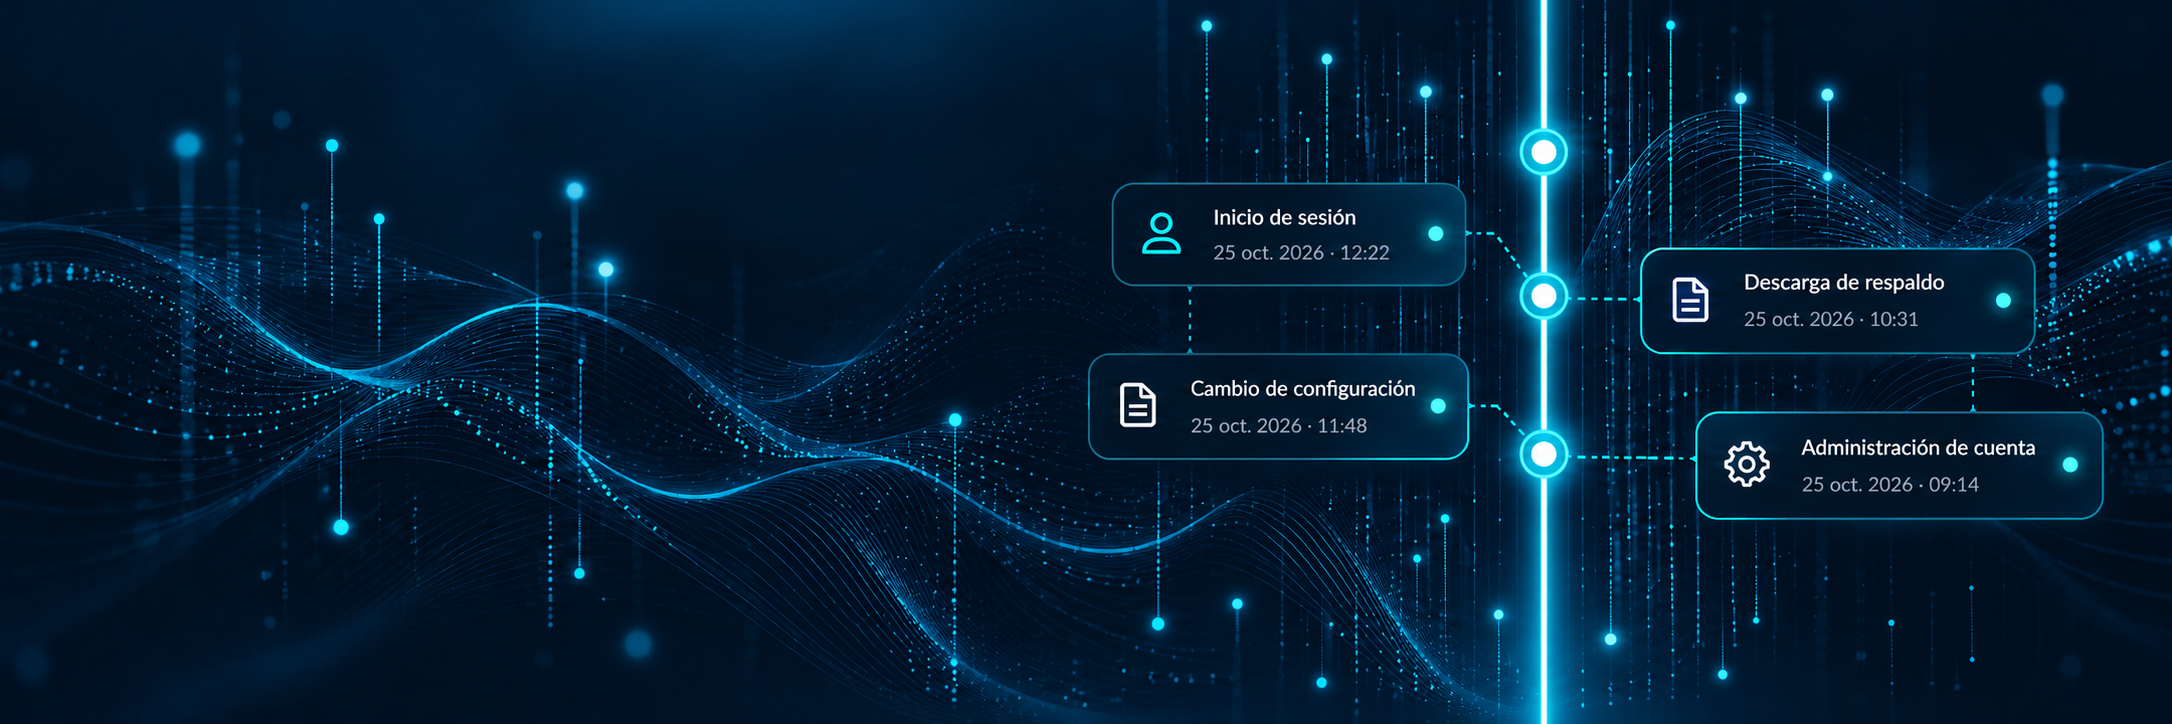 Inicio de sesión
25 oct. 2026 · 12:22
Descarga de respaldo
25 oct. 2026 · 10:31
Cambio de configuración
25 oct. 2026 · 11:48
Administración de cuenta
25 oct. 2026 · 09:14